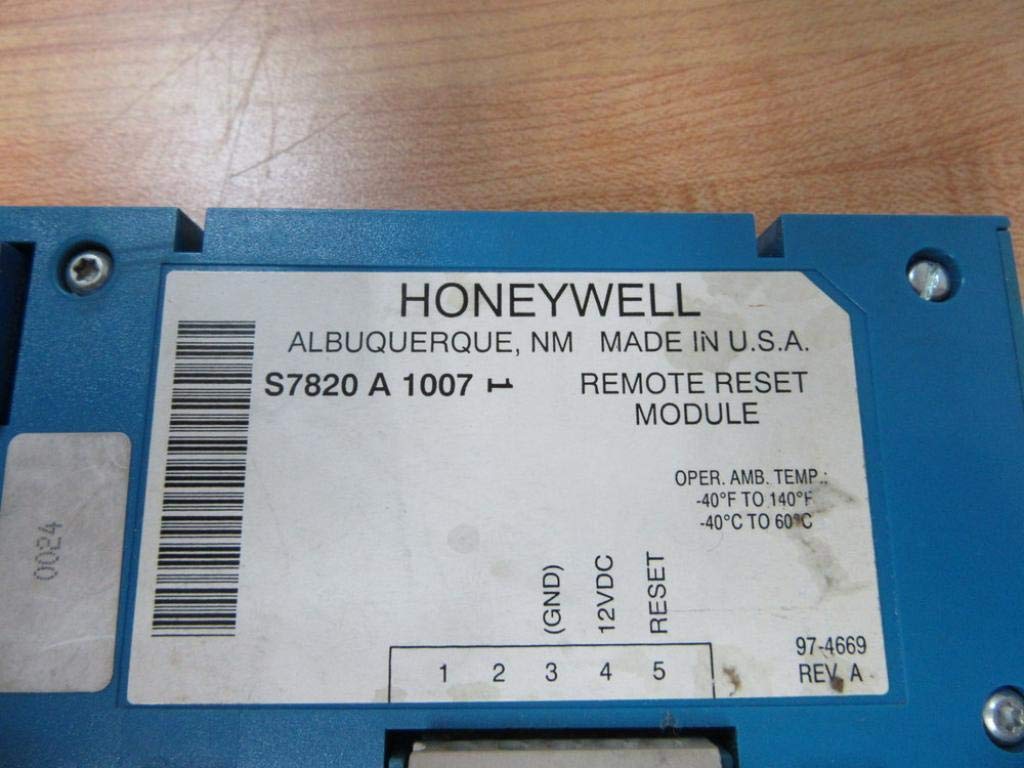 HONEYWELL
ALBUQUERQUE, NM MADE IN U.S.A.
S7820 A 1007 1
REMOTE RESET
MODULE
OPER. AMB. TEMP.:
-40°F TO 140°F
-40°C TO 60°C
0024
(GND)
12VDC
RESET
1 2 3 4 5
97-4669
REV. A